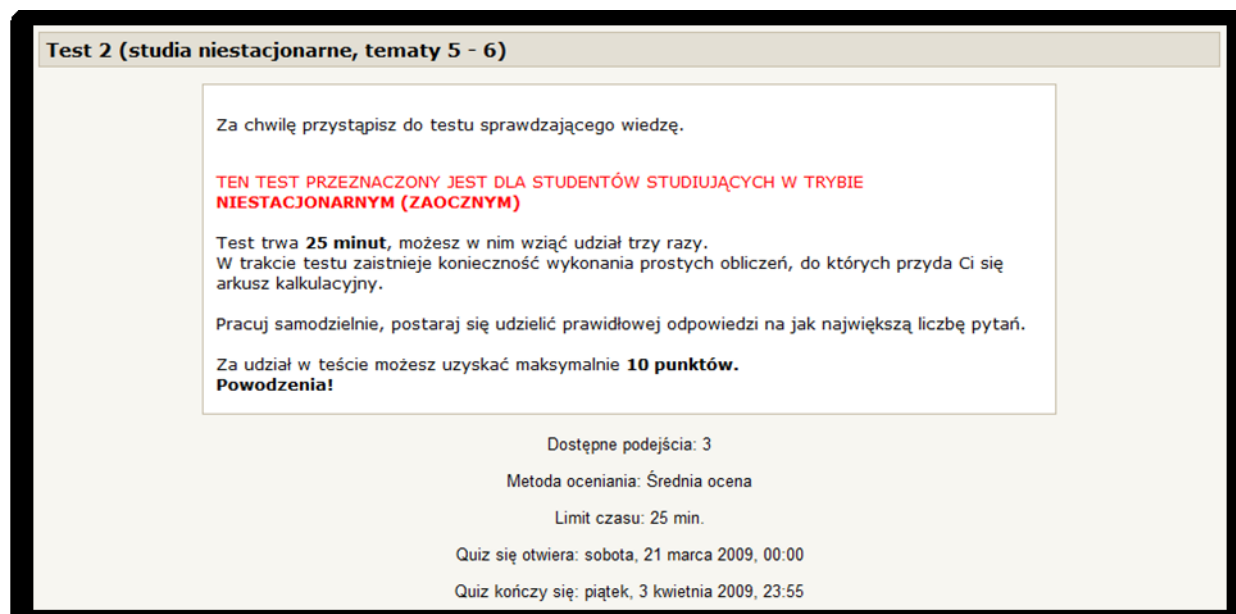 Test 2 (studia niestacjonarne, tematy 5 - 6)
Za chwilę przystąpisz do testu sprawdzającego wiedzę.
TEN TEST PRZEZNACZONY JEST DLA STUDENTÓW STUDIUJĄCYCH W TRYBIE
NIESTACJONARNYM (ZAOCZNYM)
Test trwa 25 minut, możesz w nim wziąć udział trzy razy.
W trakcie testu zaistnieje konieczność wykonania prostych obliczeń, do których przyda Ci się
arkusz kalkulacyjny.
Pracuj samodzielnie, postaraj się udzielić prawidłowej odpowiedzi na jak największą liczbę pytań.
Za udział w teście możesz uzyskać maksymalnie 10 punktów.
Powodzenia!
Dostępne podejścia: 3
Metoda oceniania: Średnia ocena
Limit czasu: 25 min.
Quiz się otwiera: sobota, 21 marca 2009, 00:00
Quiz kończy się: piątek, 3 kwietnia 2009, 23:55